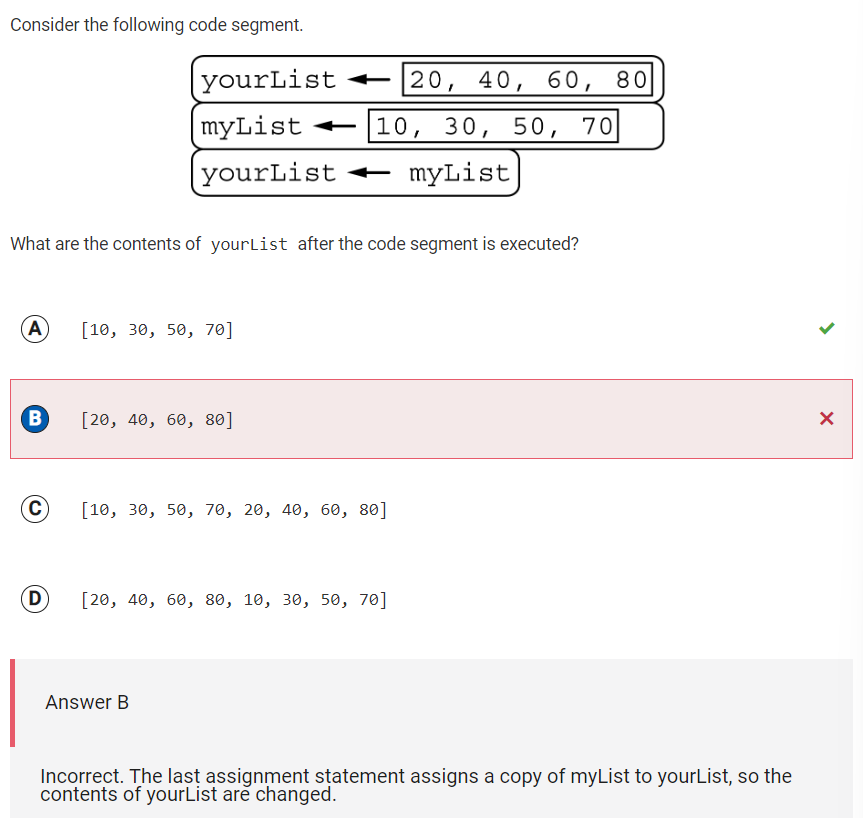 Consider the following code segment.
yourList ← 20, 40, 60, 80
myList ← 10, 30, 50, 70
yourList ← myList
What are the contents of yourList after the code segment is executed?
A [10, 30, 50, 70]
B [20, 40, 60, 80]
C [10, 30, 50, 70, 20, 40, 60, 80]
D [20, 40, 60, 80, 10, 30, 50, 70]
Answer B
Incorrect. The last assignment statement assigns a copy of myList to yourList, so the
contents of yourList are changed.